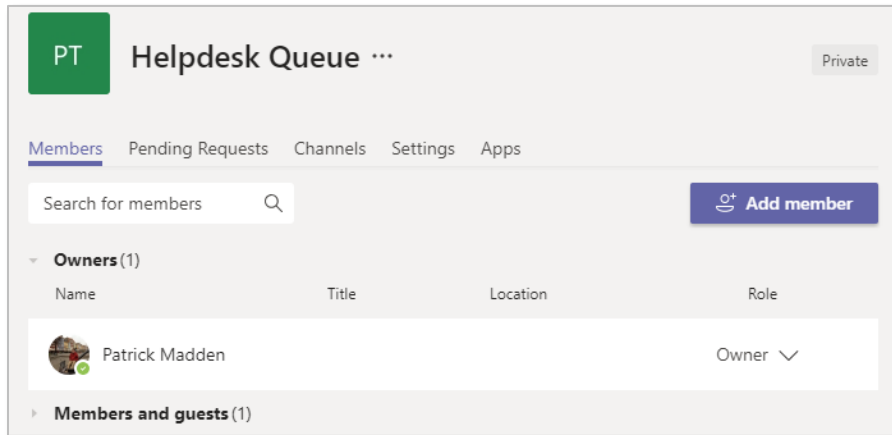 PT
Helpdesk Queue ...
Private
Members Pending Requests Channels Settings Apps
Search for members
Add member
Owners (1)
Name Title Location Role
Patrick Madden Owner
Members and guests (1)